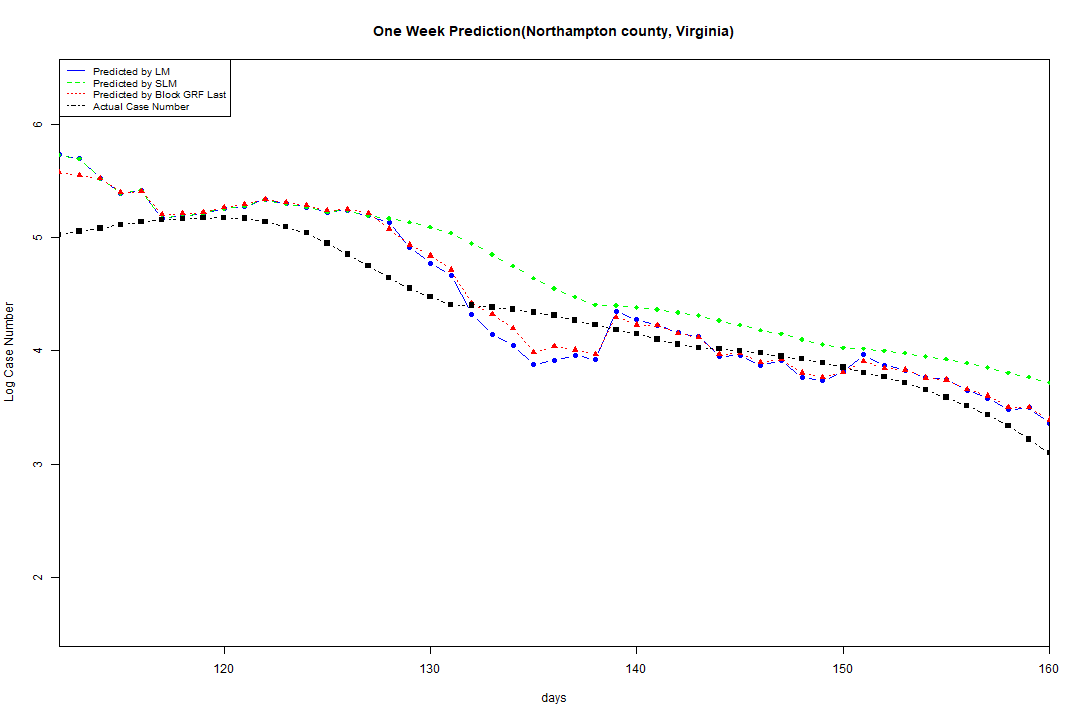 One Week Prediction(Northampton county, Virginia)
Predicted by LM
Predicted by SLM
Predicted by Block GRF Last
Actual Case Number
Log Case Number
6
5
4
3
2
120 130 140 150 160
days